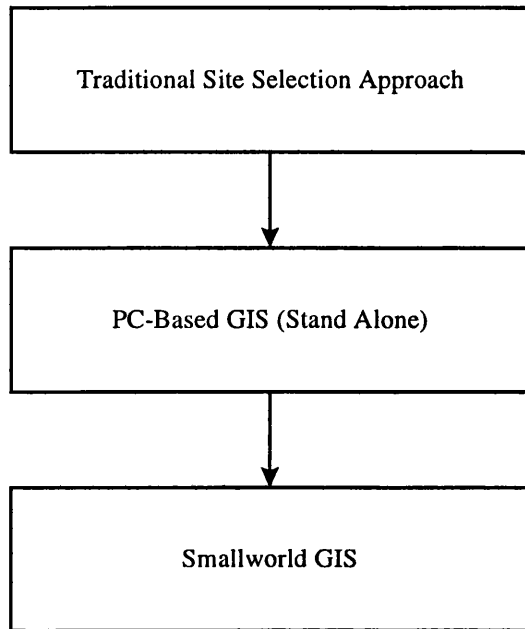 Traditional Site Selection Approach
PC-Based GIS (Stand Alone)
Smallworld GIS